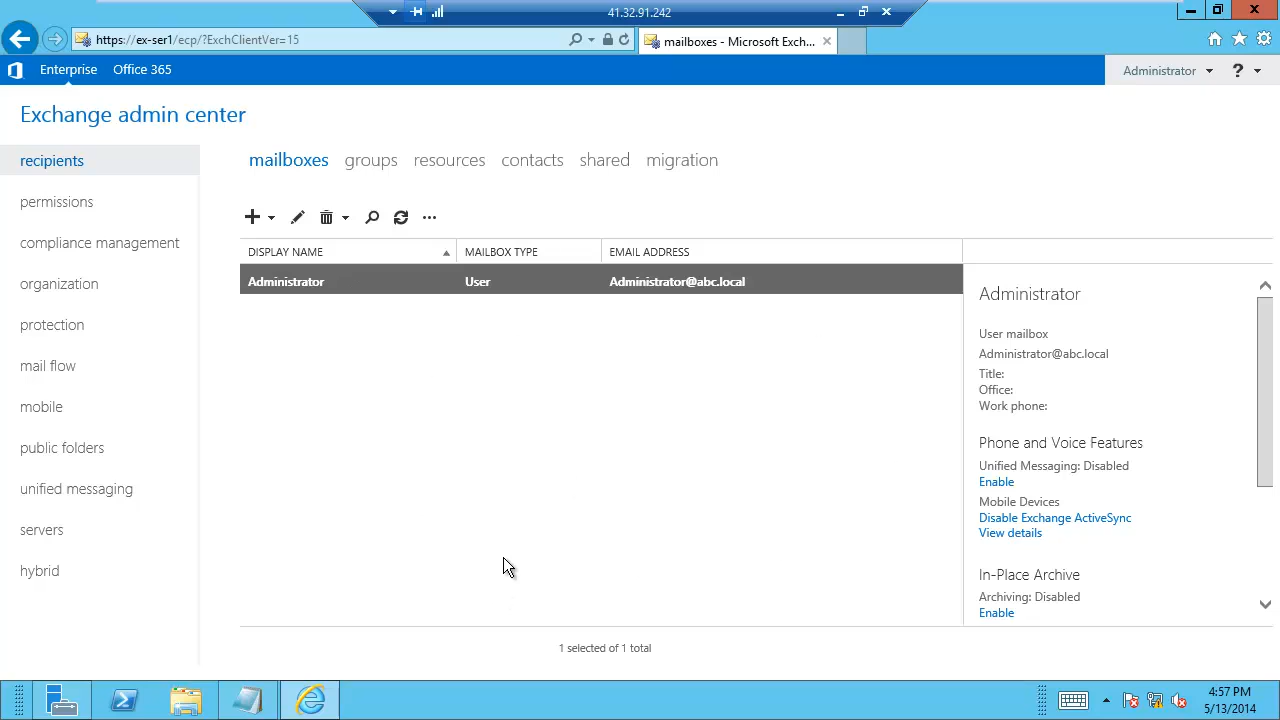 41.32.91.242
https://ex-ser1/ecp/?ExchClientVer=15
mailboxes - Microsoft Exch...
Enterprise Office 365
Administrator ?
Exchange admin center
recipients
permissions
compliance management
organization
protection
mail flow
mobile
public folders
unified messaging
servers
hybrid
mailboxes groups resources contacts shared migration
DISPLAY NAME MAILBOX TYPE EMAIL ADDRESS
Administrator User Administrator@abc.local
1 selected of 1 total
Administrator
User mailbox
Administrator@abc.local
Title:
Office:
Work phone:
Phone and Voice Features
Unified Messaging: Disabled
Enable
Mobile Devices
Disable Exchange ActiveSync
View details
In-Place Archive
Archiving: Disabled
Enable
4:57 PM
5/13/2014